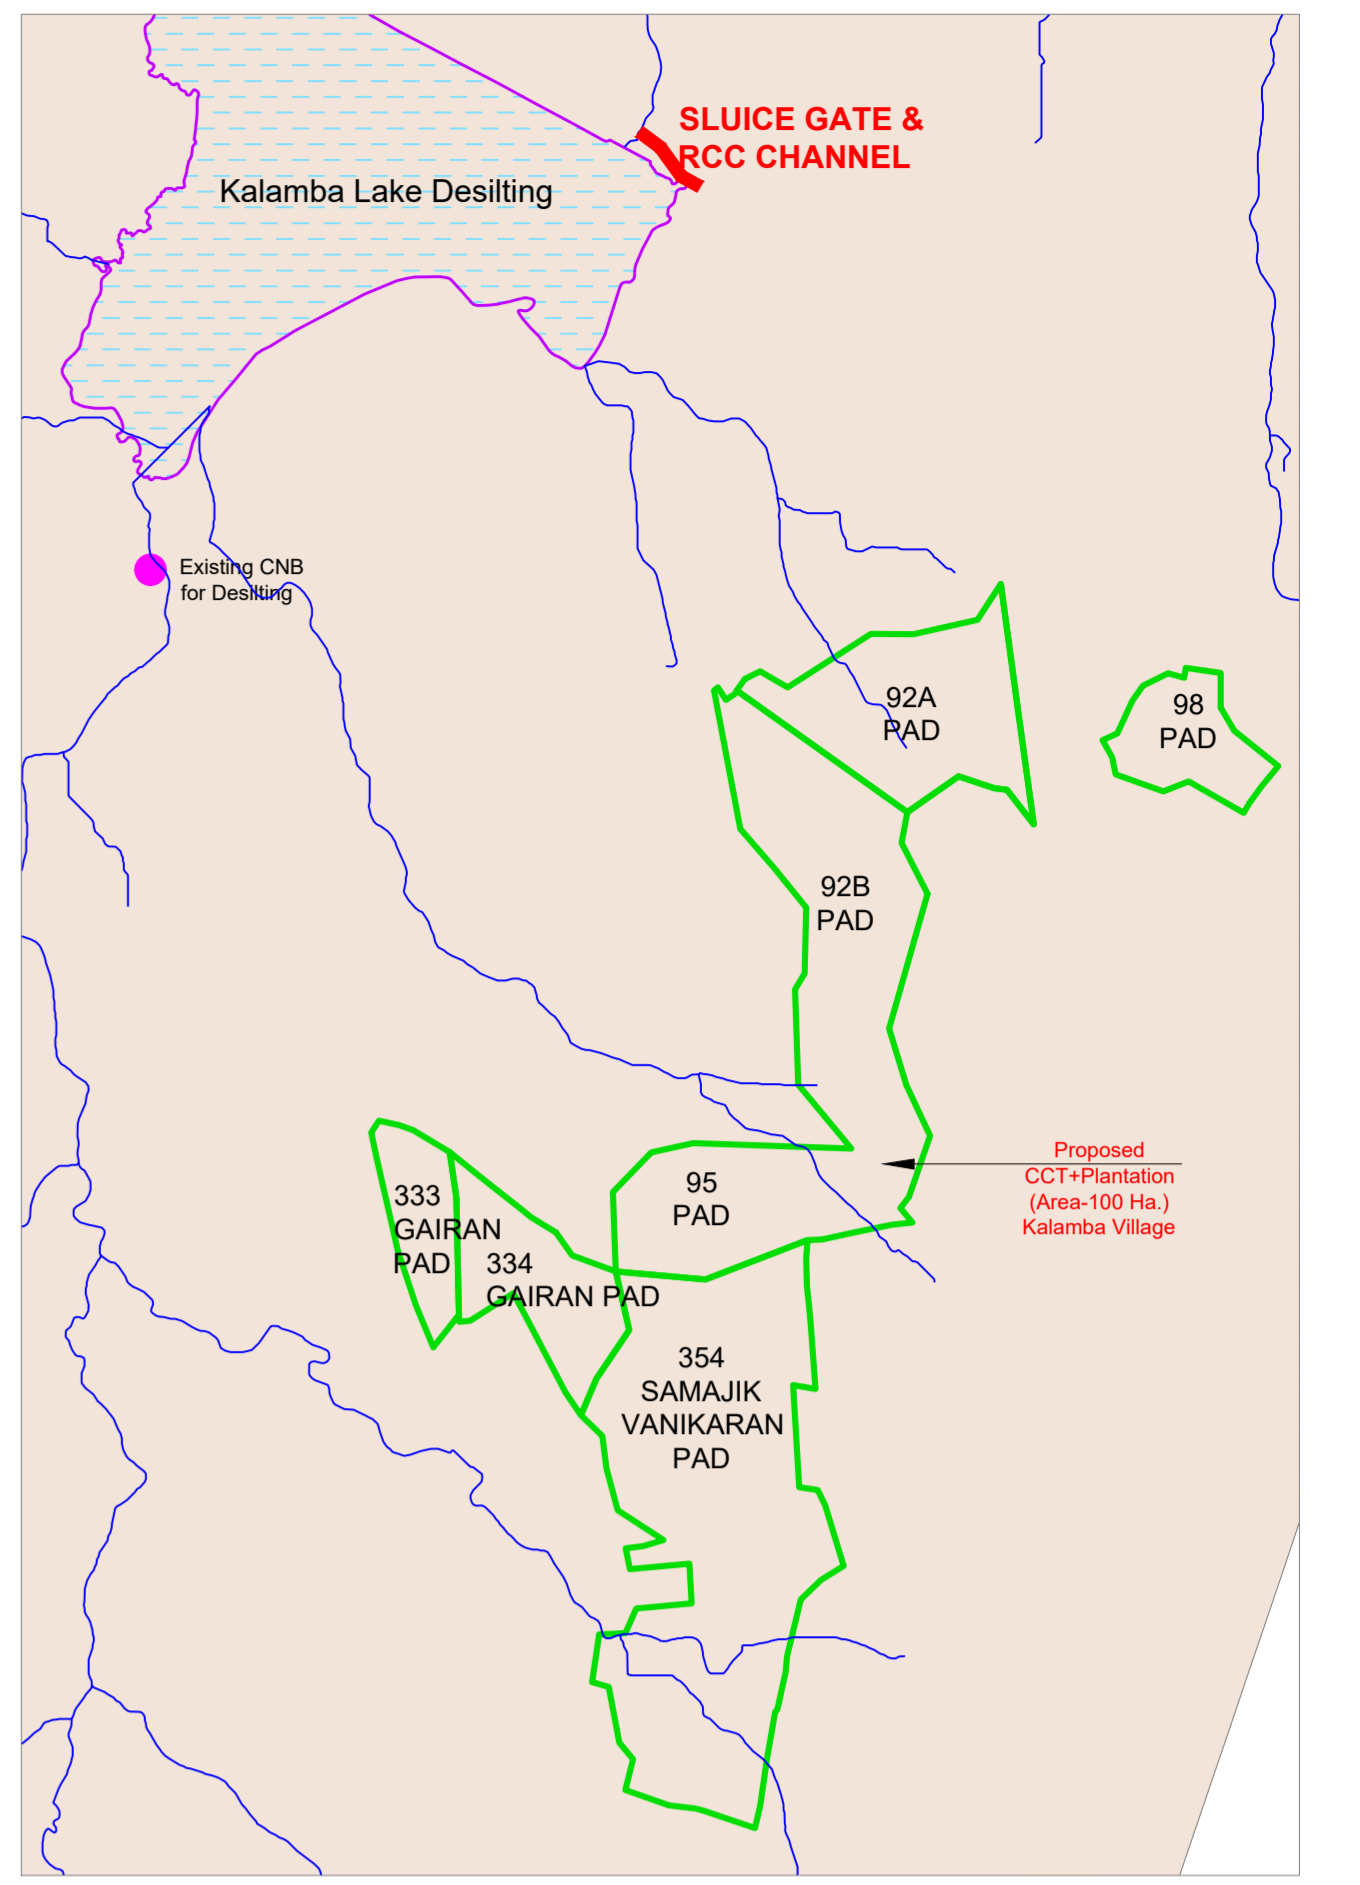 SLUICE GATE &
RCC CHANNEL
Kalamba Lake Desilting
Existing CNB
for Desilting
92A
PAD
98
PAD
92B
PAD
Proposed
CCT+Plantation
(Area-100 Ha.)
Kalamba Village
95
PAD
333
GAIRAN
PAD
334
GAIRAN PAD
354
SAMAJIK
VANIKARAN
PAD